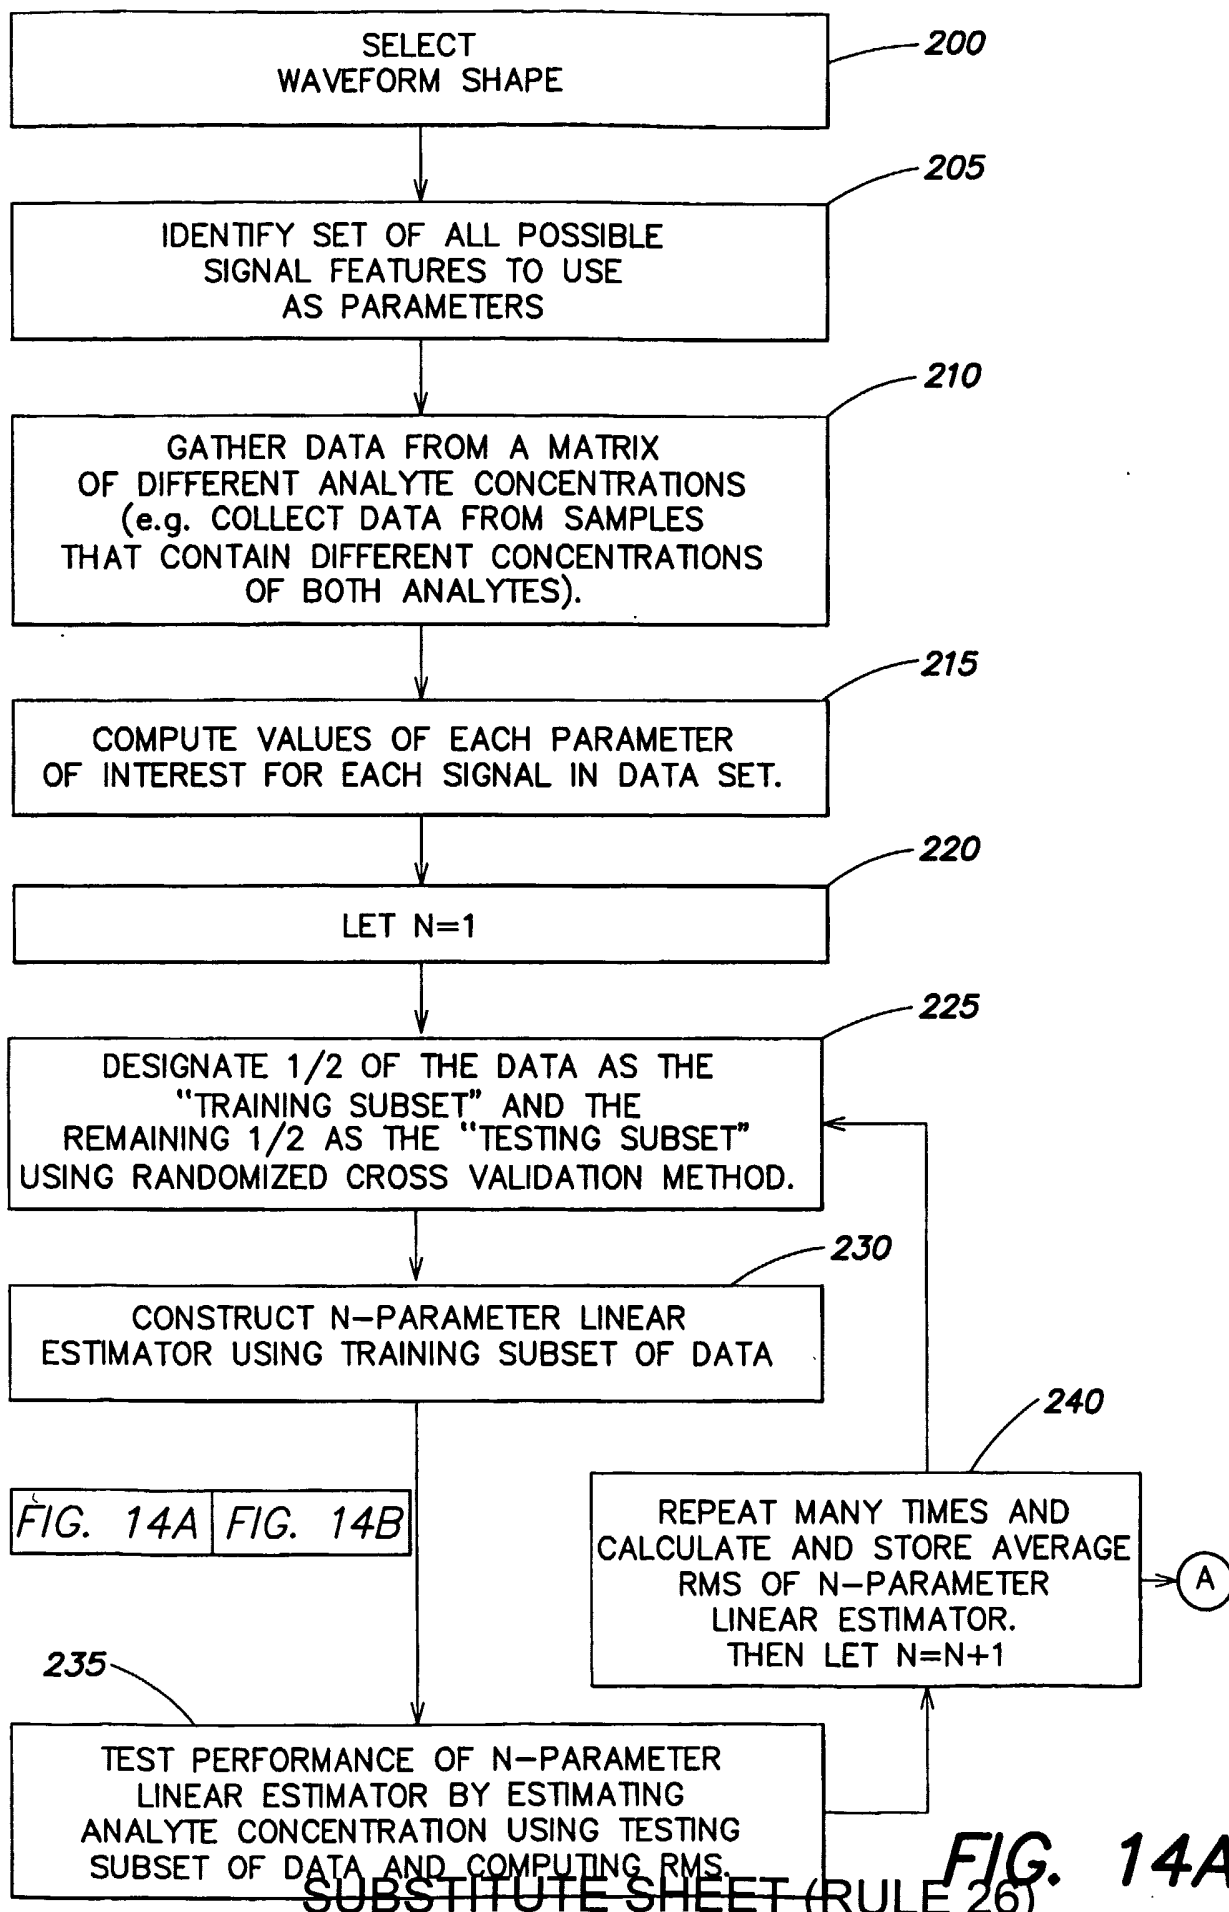 SELECT
WAVEFORM SHAPE
200
205
IDENTIFY SET OF ALL POSSIBLE
SIGNAL FEATURES TO USE
AS PARAMETERS
210
GATHER DATA FROM A MATRIX
OF DIFFERENT ANALYTE CONCENTRATIONS
(e.g. COLLECT DATA FROM SAMPLES
THAT CONTAIN DIFFERENT CONCENTRATIONS
OF BOTH ANALYTES).
215
COMPUTE VALUES OF EACH PARAMETER
OF INTEREST FOR EACH SIGNAL IN DATA SET.
220
LET N=1
225
DESIGNATE 1/2 OF THE DATA AS THE
"TRAINING SUBSET" AND THE
REMAINING 1/2 AS THE "TESTING SUBSET"
USING RANDOMIZED CROSS VALIDATION METHOD.
230
CONSTRUCT N-PARAMETER LINEAR
ESTIMATOR USING TRAINING SUBSET OF DATA
240
FIG. 14A FIG. 14B
REPEAT MANY TIMES AND
CALCULATE AND STORE AVERAGE
RMS OF N-PARAMETER
LINEAR ESTIMATOR.
THEN LET N=N+1
A
235
TEST PERFORMANCE OF N-PARAMETER
LINEAR ESTIMATOR BY ESTIMATING
ANALYTE CONCENTRATION USING TESTING
SUBSET OF DATA AND COMPUTING RMS.
FIG. 14A
SUBSTITUTE SHEET (RULE 26)